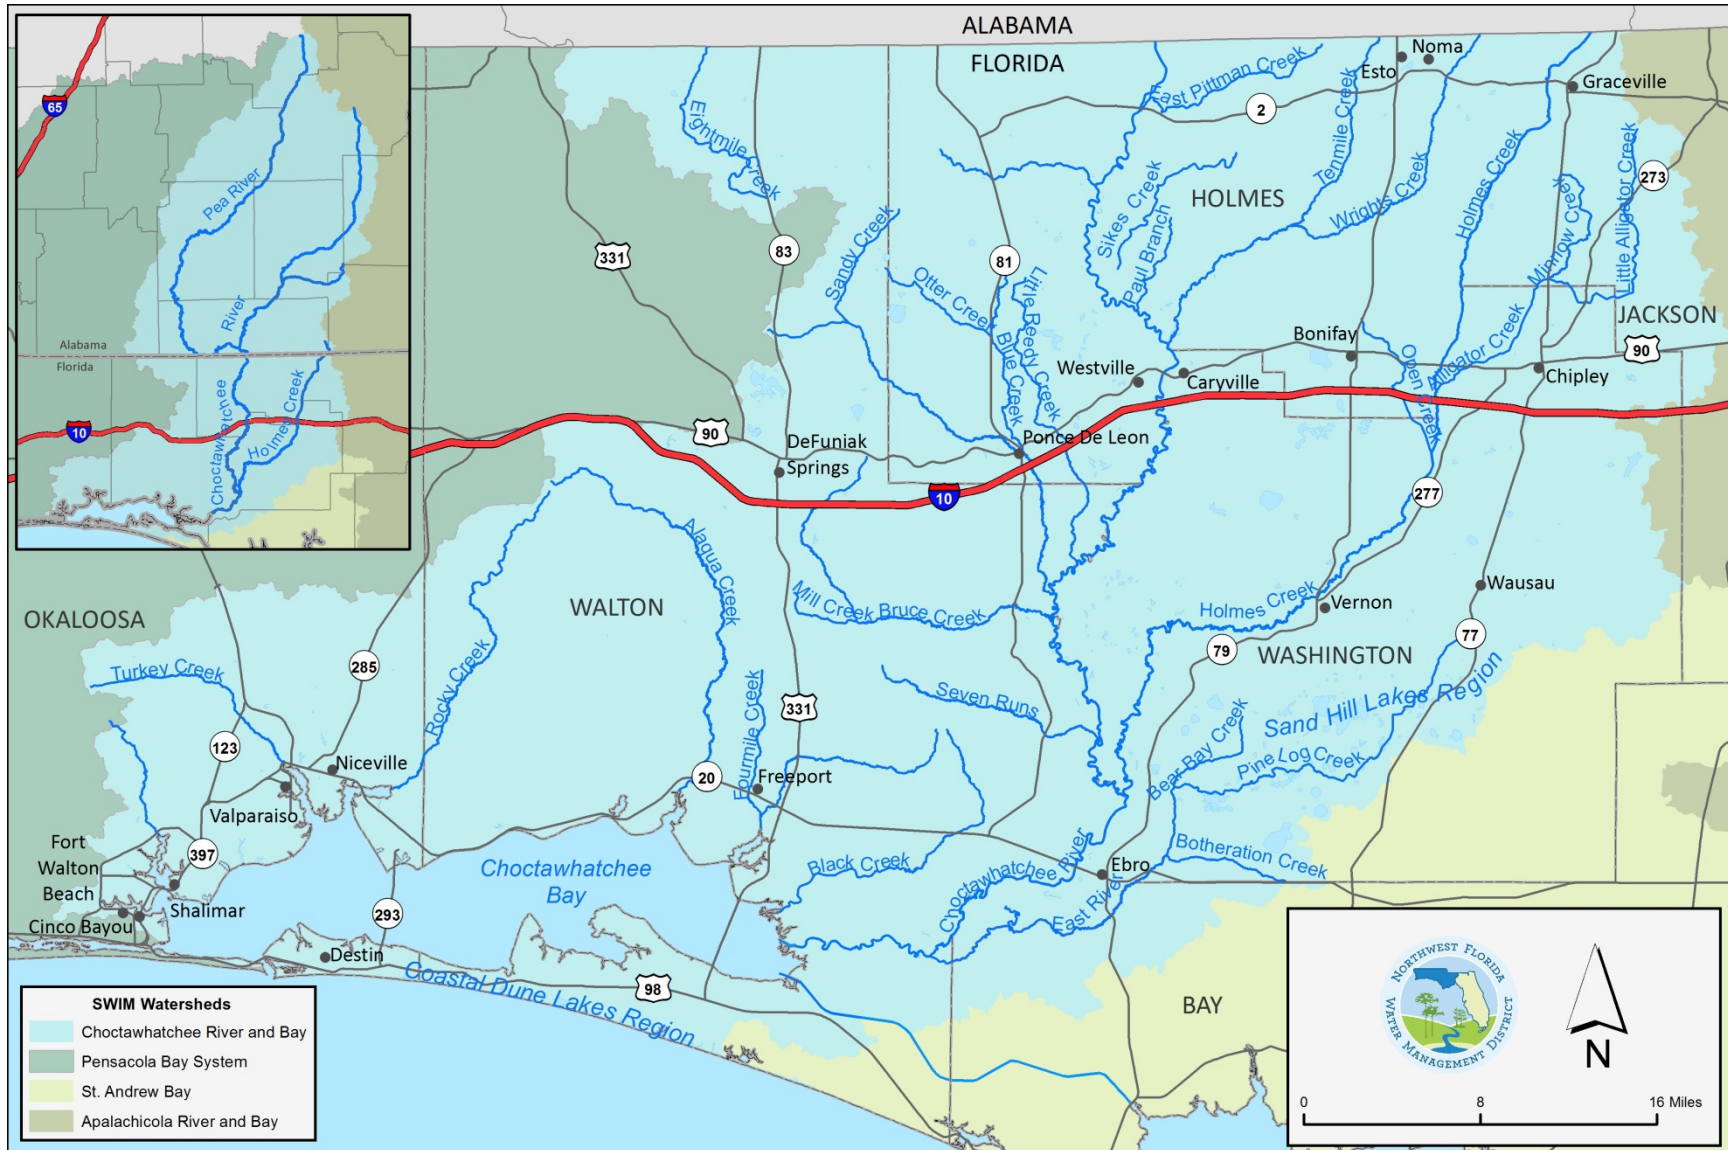 ALABAMA
FLORIDA
65
Pea River
River
Alabama
Florida
10
Choctawhatchee
Holmes Creek
Eightmile Creek
East Pittman Creek
2
Esto
Noma
Graceville
Tenmile Creek
Holmes Creek
Little Alligator Creek
273
331
83
Sandy Creek
81
Sikes Creek
Paul Branch
HOLMES
Wrights Creek
Minnow Creek
Otter Creek
Little Reedy Creek
Blue Creek
Westville
Caryville
Bonifay
Open Creek
Alligator Creek
JACKSON
90
Chipley
90
DeFuniak
Springs
Ponce De Leon
10
277
Alaqua Creek
OKALOOSA
WALTON
Mill Creek
Bruce Creek
Holmes Creek
Vernon
Wausau
77
79
WASHINGTON
Turkey Creek
285
Rocky Creek
Seven Runs
Sand Hill Lakes Region
Fourmile Creek
331
Bear Bay Creek
Pine Log Creek
123
Niceville
20
Freeport
Valparaiso
Fort
Walton
Beach
397
Shalimar
Cinco Bayou
Choctawhatchee
Bay
Black Creek
Choctawhatchee River
Ebro
Botheration Creek
East River
293
Destin
Coastal Dune Lakes Region
98
BAY
SWIM Watersheds
Choctawhatchee River and Bay
Pensacola Bay System
St. Andrew Bay
Apalachicola River and Bay
NORTHWEST FLORIDA
WATER MANAGEMENT DISTRICT
N
0 8 16 Miles